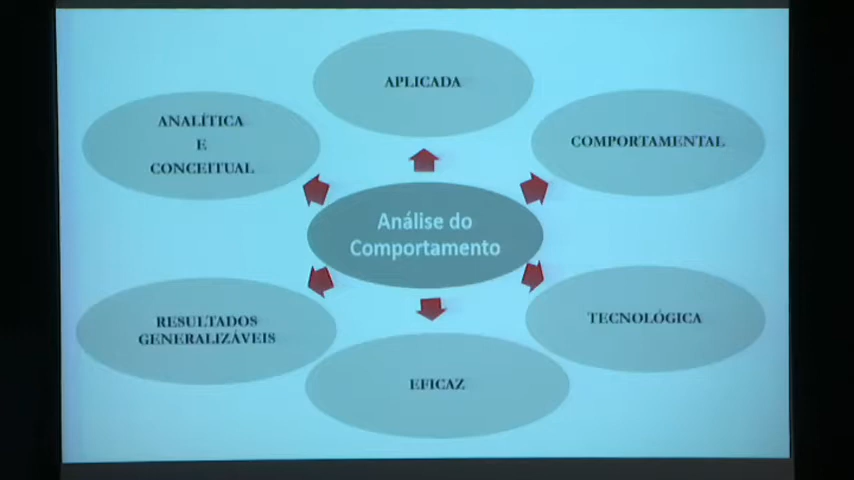 APLICADA
ANALÍTICA
E
CONCEITUAL
COMPORTAMENTAL
Análise do
Comportamento
RESULTADOS
GENERALIZÁVEIS
TECNOLÓGICA
EFICAZ